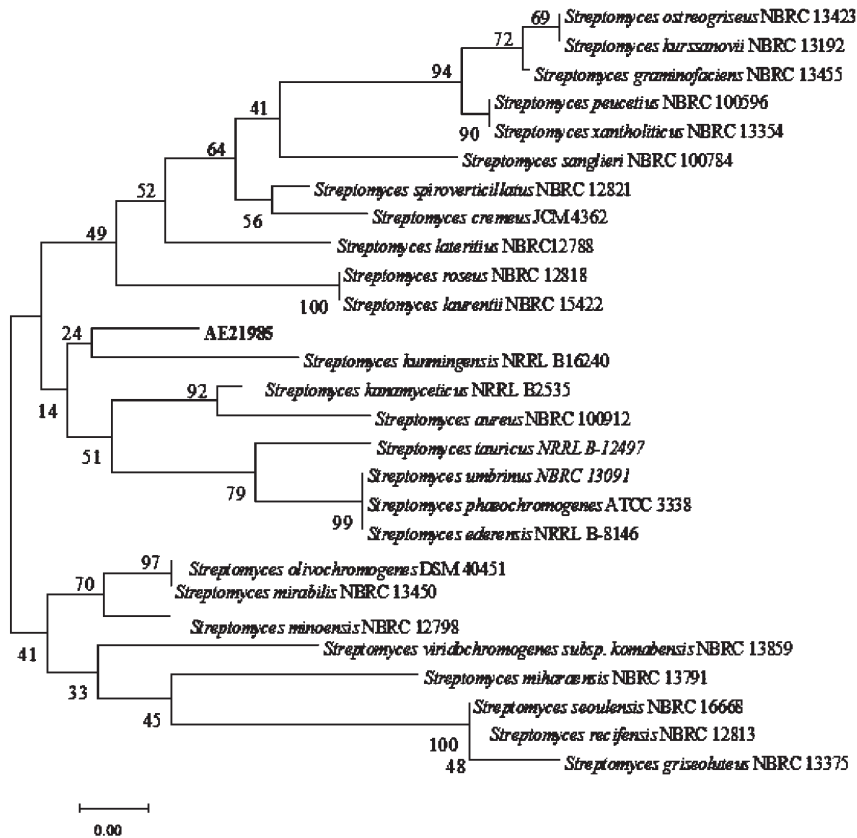 69 Streptomyces ostreogriseus NBRC 13423
72 Streptomyces kurssanovii NBRC 13192
94 Streptomyces graminofaciens NBRC 13455
41 Streptomyces peucetius NBRC 100596
90 Streptomyces xantholiticus NBRC 13354
64 Streptomyces sanglieri NBRC 100784
52 Streptomyces spiroverticillatus NBRC 12821
56 Streptomyces cremeus JCM 4362
49 Streptomyces lateritius NBRC12788
Streptomyces roseus NBRC 12818
100 Streptomyces laurentii NBRC 15422
24 AE21985
Streptomyces kunmingensis NRRL B16240
92 Streptomyces kanamyceticus NRRL B2535
14 Streptomyces aureus NBRC 100912
51 Streptomyces tauricus NRRL B-12497
79 Streptomyces umbrinus NBRC 13091
Streptomyces phaeochromogenes ATCC 3338
99 Streptomyces ederensis NRRL B-8146
97 Streptomyces olivochromogenes DSM 40451
70 Streptomyces mirabilis NBRC 13450
Streptomyces minoensis NBRC 12798
41 Streptomyces viridochromogenes subsp. komabensis NBRC 13859
33 Streptomyces miharaensis NBRC 13791
45 Streptomyces seoulensis NBRC 16668
100 Streptomyces recifensis NBRC 12813
48 Streptomyces griseoluteus NBRC 13375
0.00